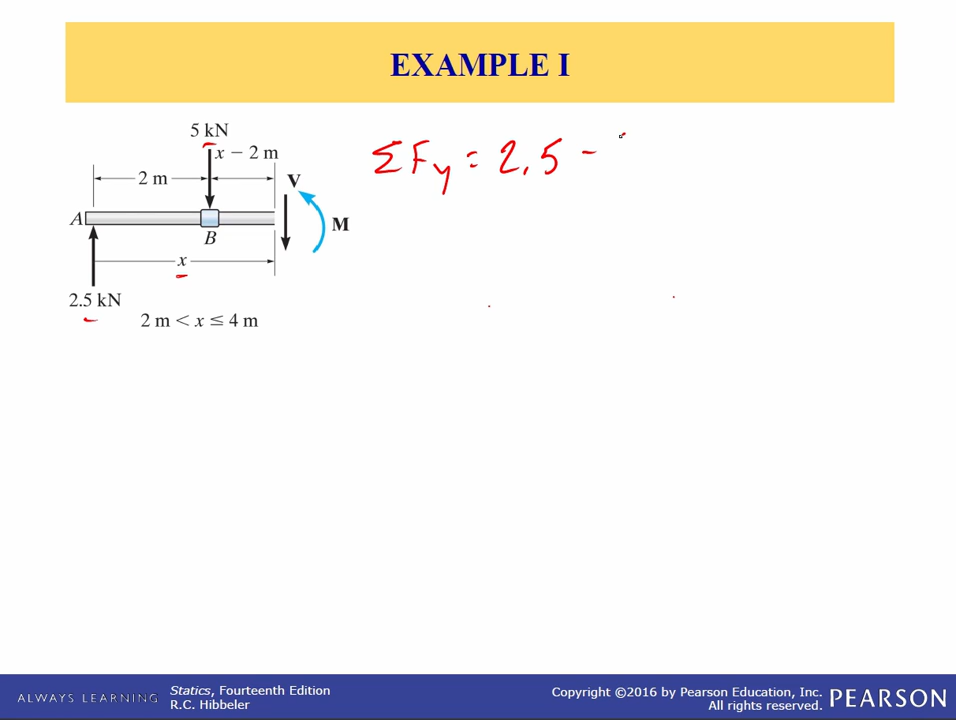 EXAMPLE I
5 kN
x − 2 m
2 m
V
A
B
M
x
2.5 kN
2 m < x ≤ 4 m
ΣFy = 2.5 −
ALWAYS LEARNING
Statics, Fourteenth Edition
R.C. Hibbeler
Copyright ©2016 by Pearson Education, Inc.
All rights reserved.
PEARSON